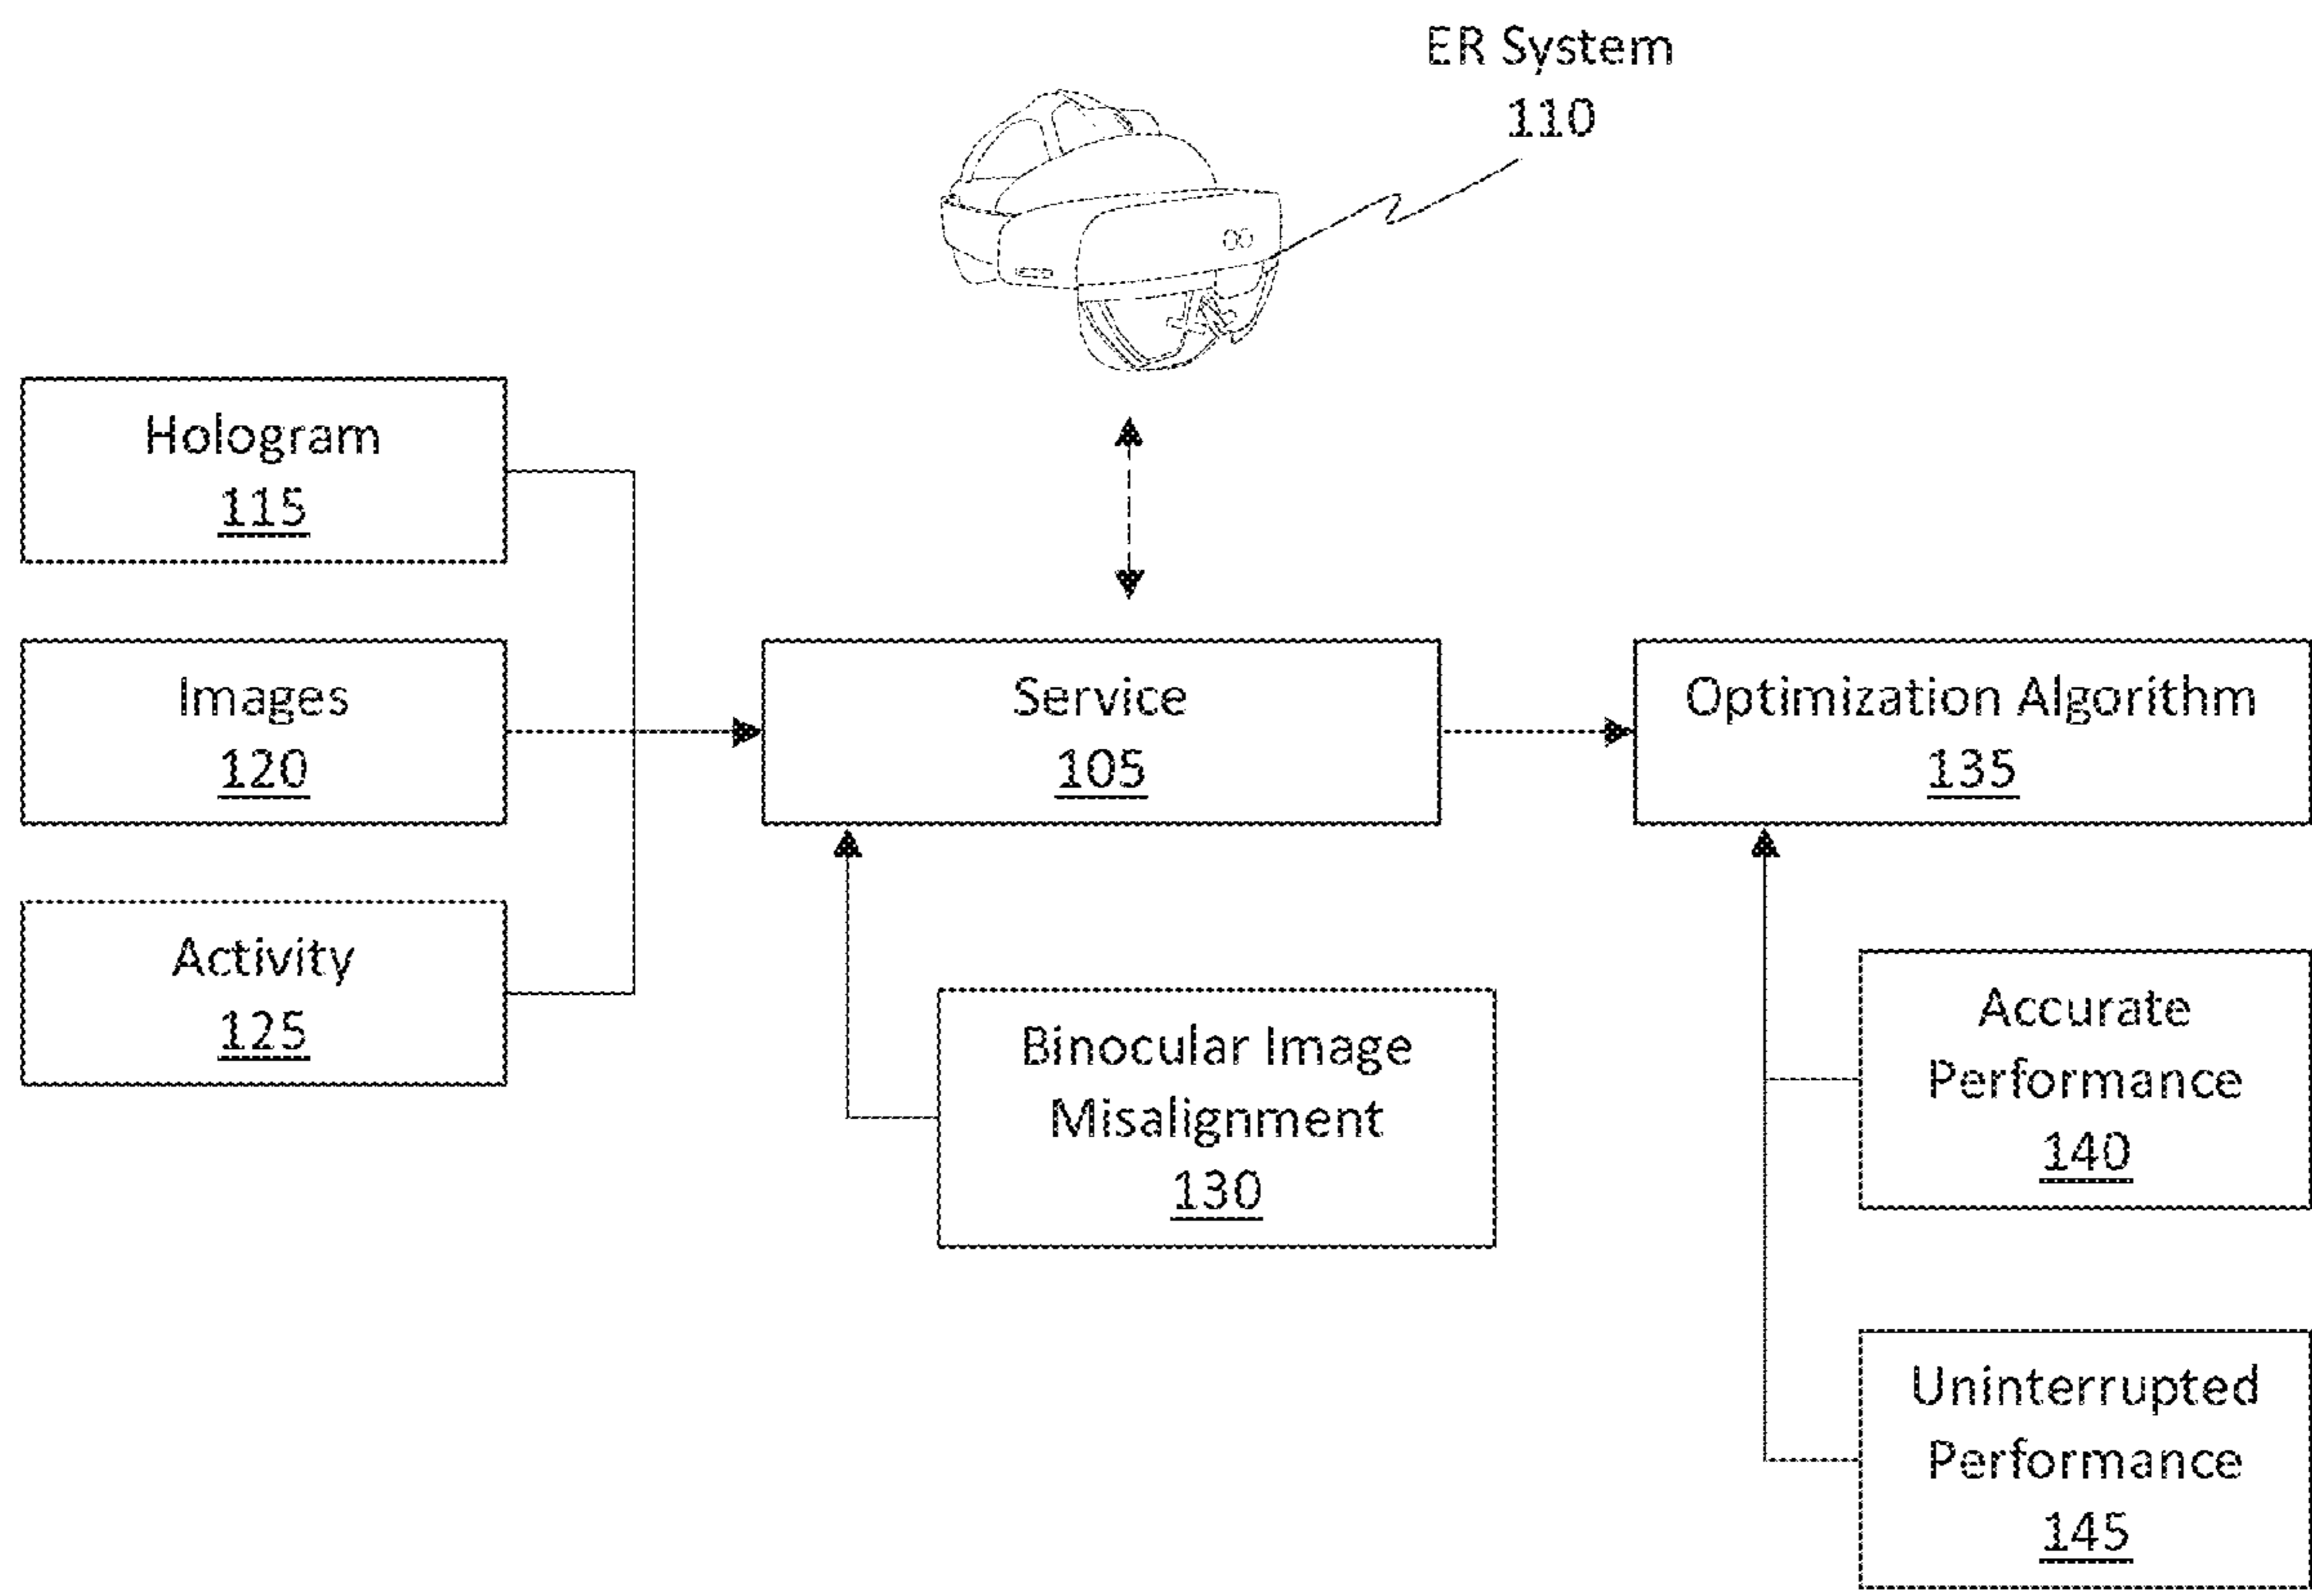 ER System
110
Hologram
115
Images
120
Activity
125
Service
105
Binocular Image
Misalignment
130
Optimization Algorithm
135
Accurate
Performance
140
Uninterrupted
Performance
145